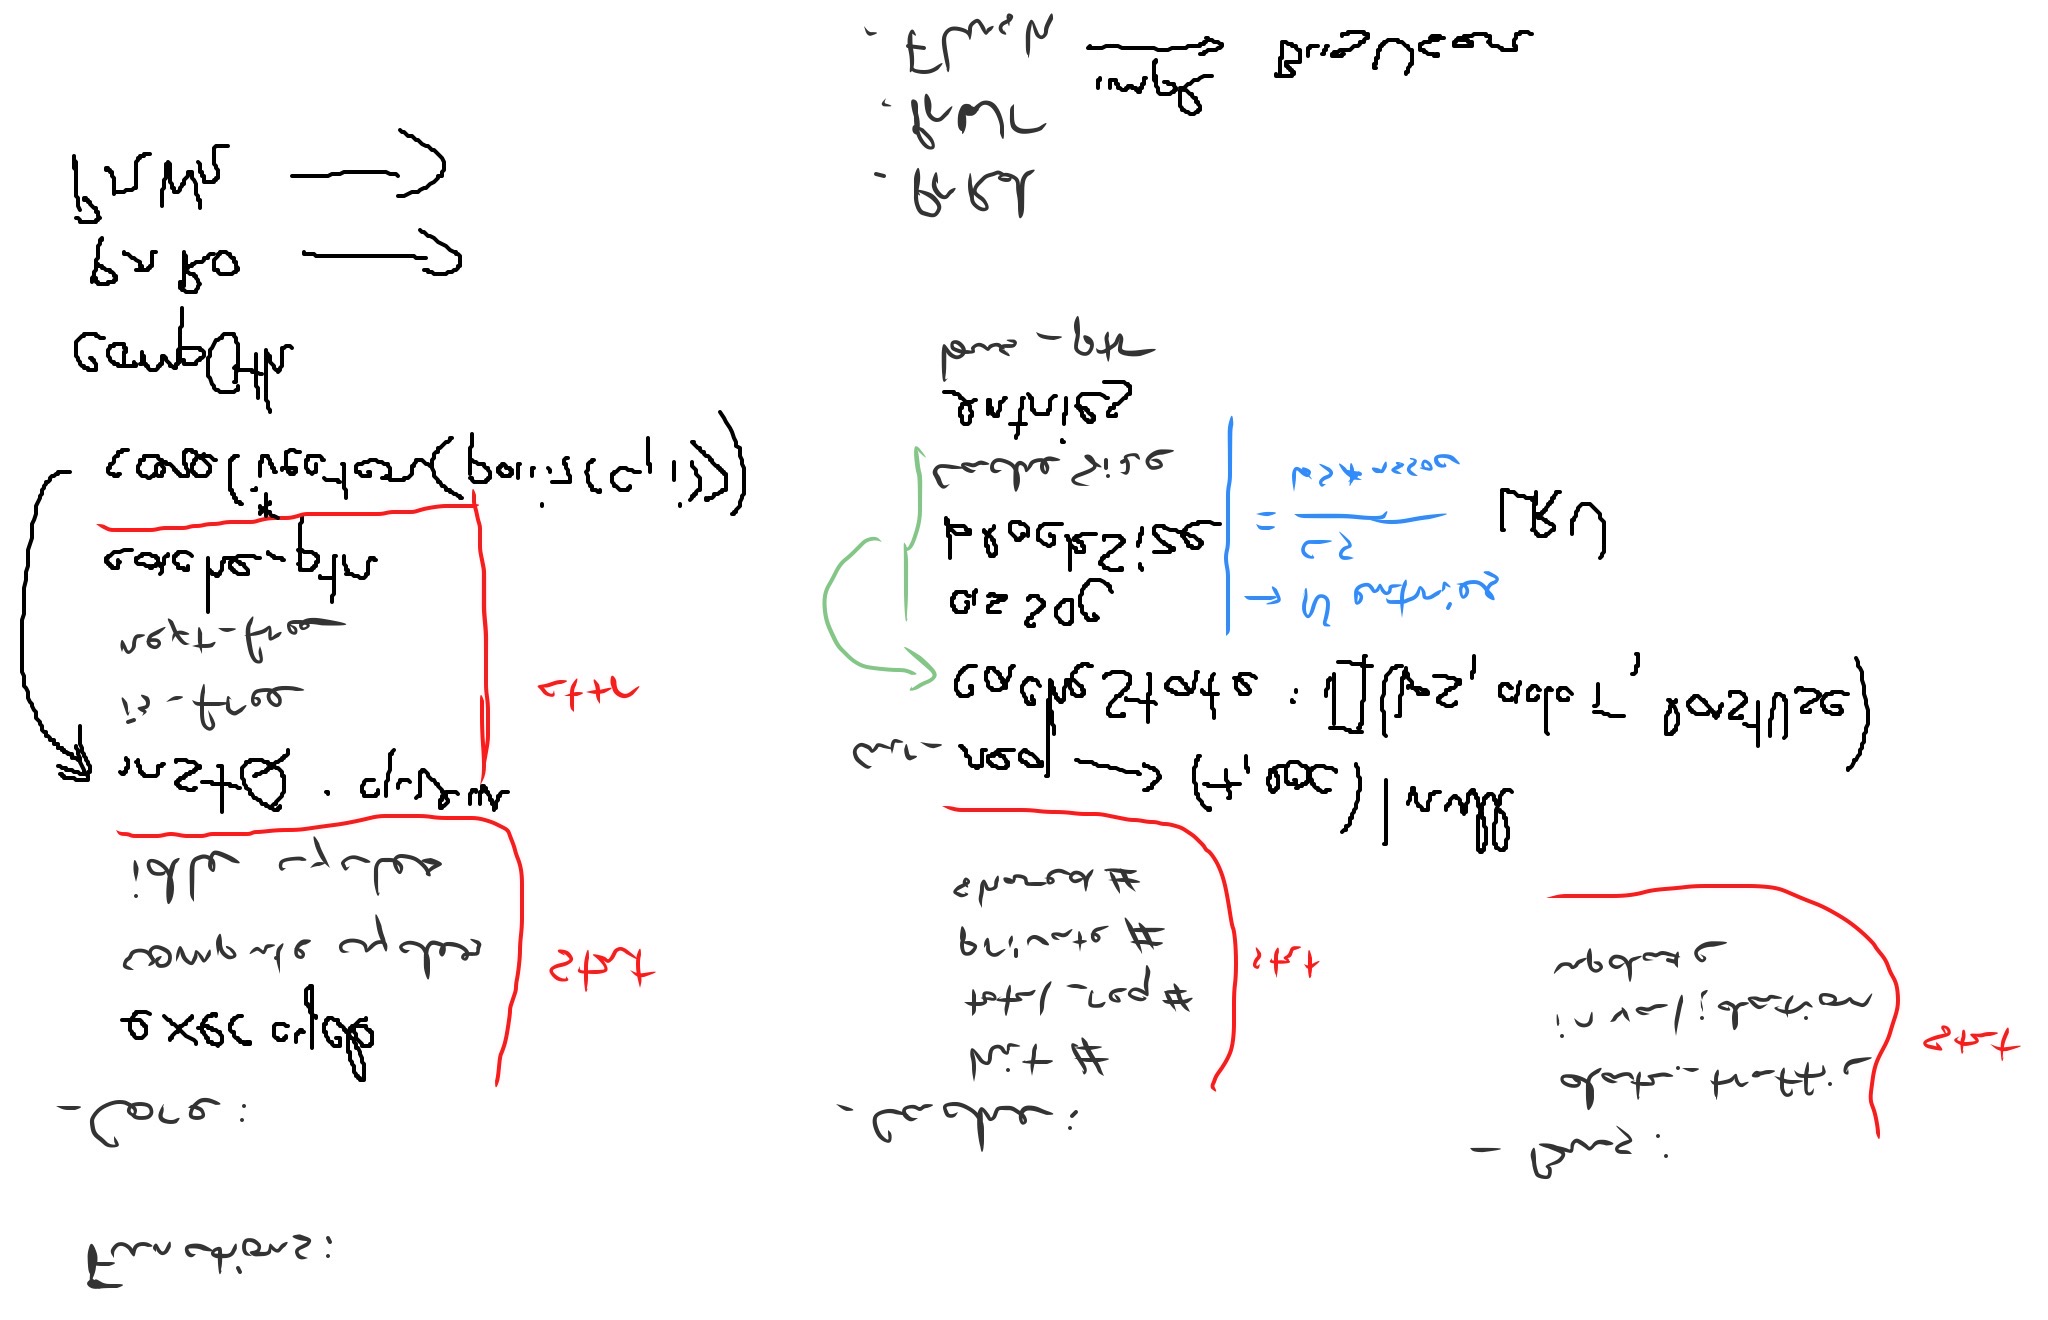 Functions:
- Core:
exec cycle
compute cycles
idle cycles
stat
instQ : queue
is_free
next_free
cache_ptr
attr
core(*vector(pair(c, i)))
compOth
PrRD →
PrWr →
- Cache:
hit #
total_req #
private #
shared #
stat
cur_req → (t, loc) | null
cacheState : [](bs, addr, lastUse)
assoc
blockSize
cacheSize
entries
bus_ptr
→ N entries
= CS
bs * assoc
LRU
- PrRd
- PrWr
- Flush
impl → BusUser
- Bus:
data_traffic
invalidation
update
stat